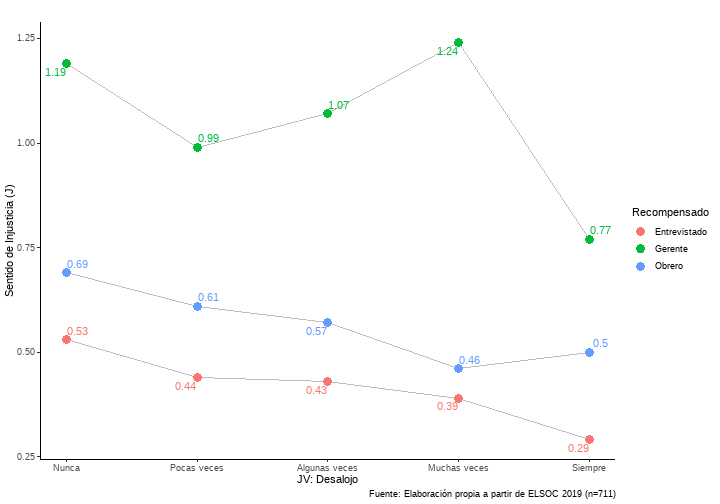 1.25
1.00
0.75
0.50
0.25
Sentido de Injusticia (J)
1.19
0.99
1.07
1.24
0.77
0.69
0.61
0.57
0.46
0.5
0.53
0.44
0.43
0.39
0.29
Nunca
Pocas veces
Algunas veces
Muchas veces
Siempre
JV: Desalojo
Recompensado
Entrevistado
Gerente
Obrero
Fuente: Elaboración propia a partir de ELSOC 2019 (n=711)